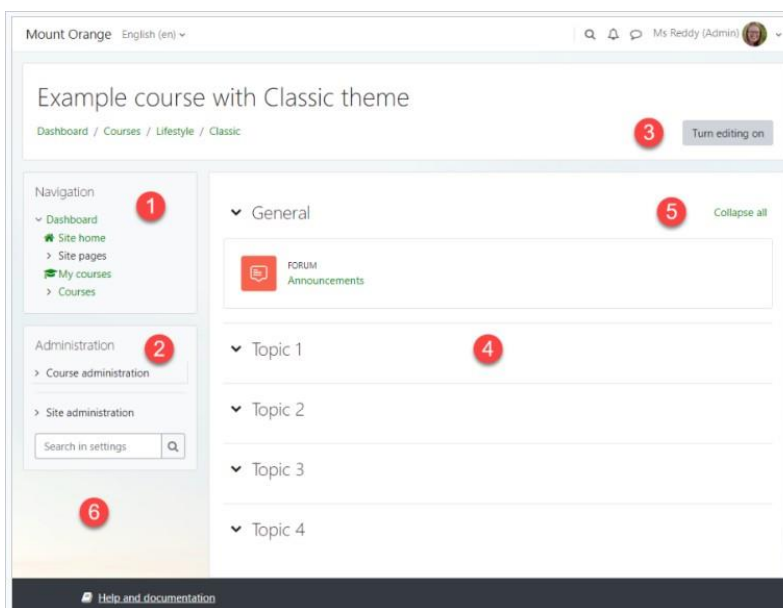 Mount Orange English (en)
Ms Reddy (Admin)
Example course with Classic theme
Dashboard / Courses / Lifestyle / Classic
3
Turn editing on
Navigation
1
Dashboard
Site home
Site pages
My courses
Courses
Administration
2
Course administration
Site administration
Search in settings
6
General
5
Collapse all
FORUM
Announcements
Topic 1
4
Topic 2
Topic 3
Topic 4
Help and documentation